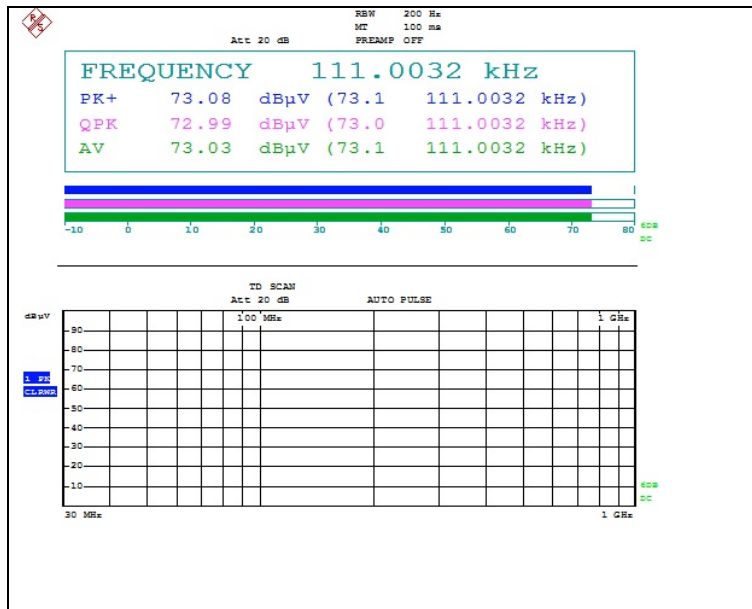 R S
RBW 200 Hz
MT 100 ms
Att 20 dB PREAMP OFF
FREQUENCY 111.0032 kHz
PK+ 73.08 dBµV (73.1 111.0032 kHz)
QPK 72.99 dBµV (73.0 111.0032 kHz)
AV 73.03 dBµV (73.1 111.0032 kHz)
-10 0 10 20 30 40 50 60 70 80
6DB
DC
TD SCAN
Att 20 dB AUTO PULSE
dBµV
100 MHz 1 GHz
90
80
70
1 PK
60
CLRWR
50
40
30
20
10
6DB
DC
30 MHz 1 GHz